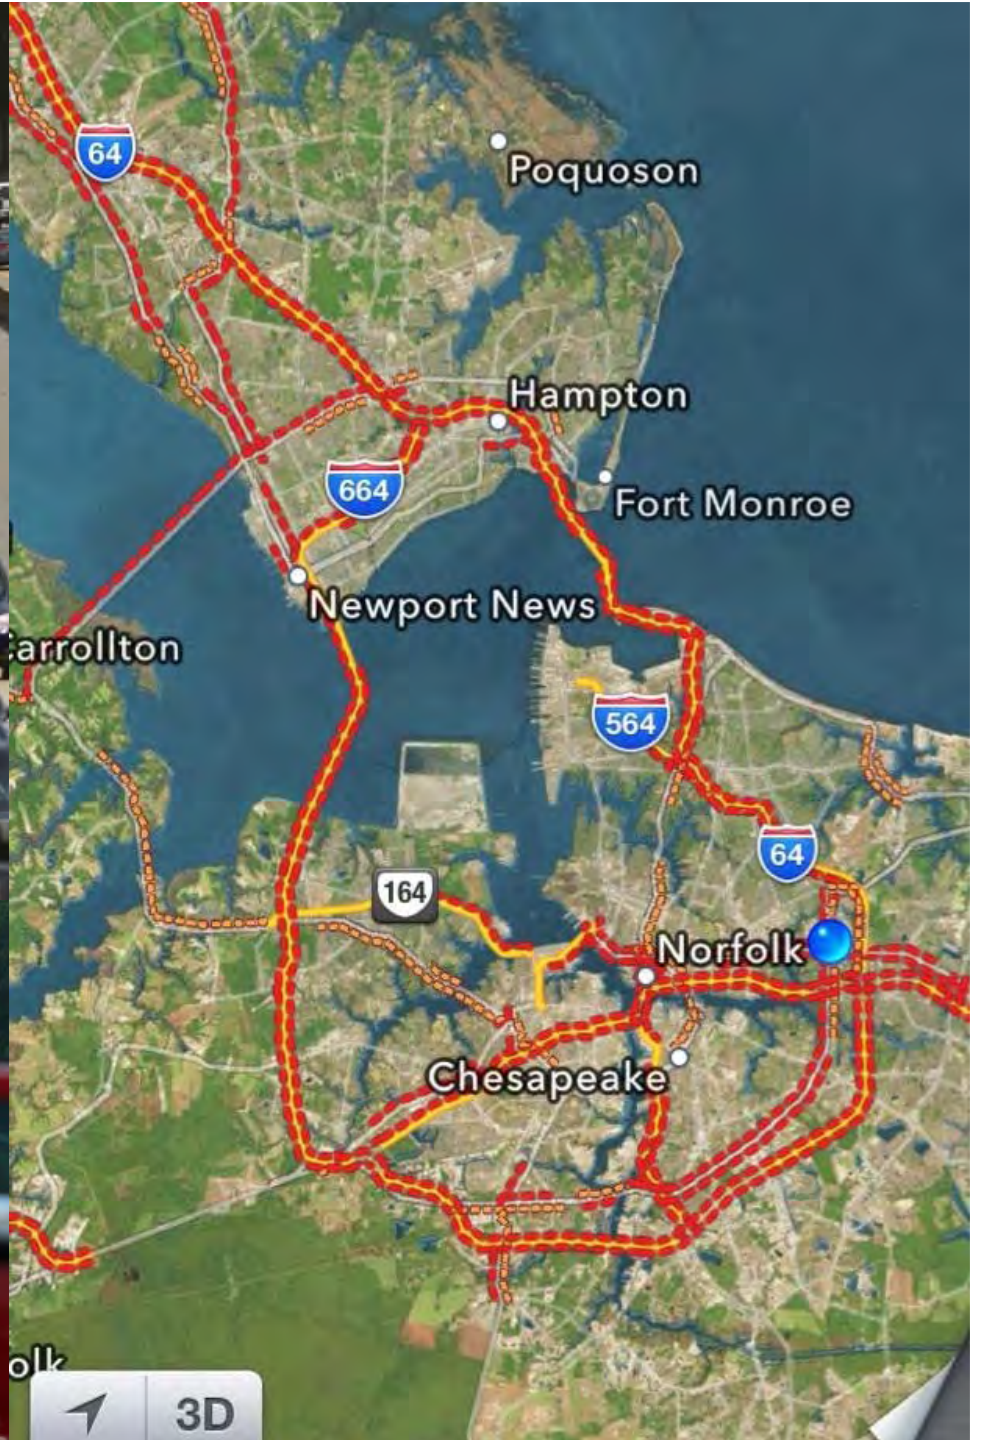 64
Poquoson
Hampton
664
Fort Monroe
Newport News
arrollton
564
64
164
Norfolk
Chesapeake
olk
3D